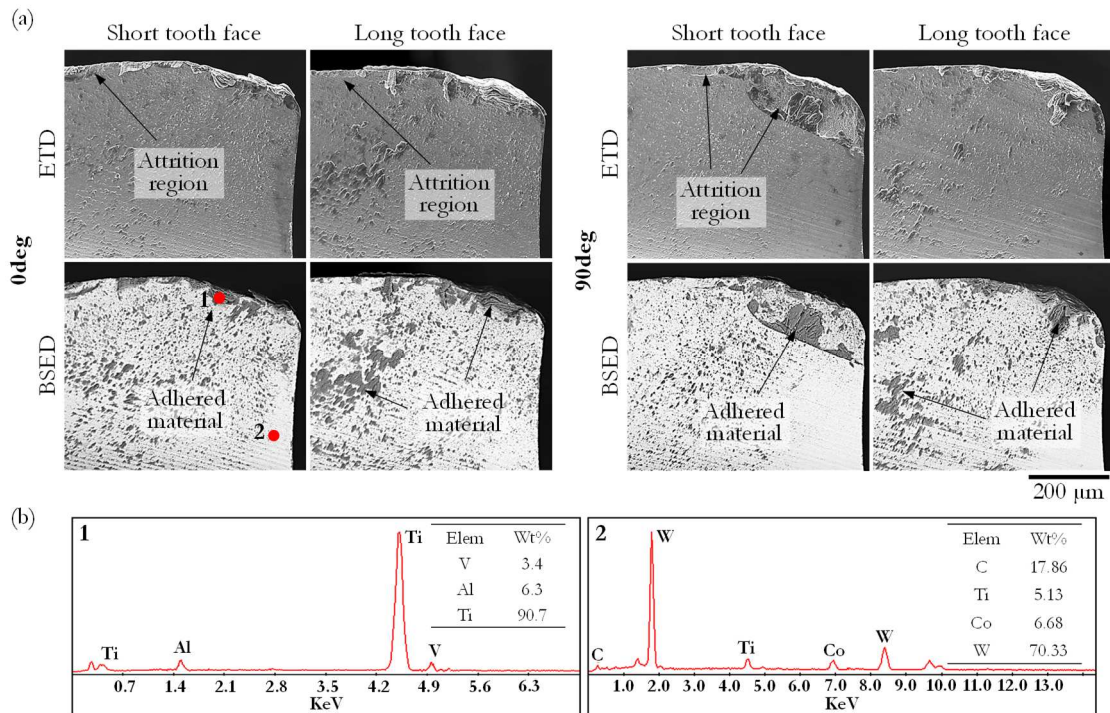 (a)
Short tooth face
Long tooth face
Short tooth face
Long tooth face
ETD
Attrition
region
Attrition
region
Attrition
region
0deg
90deg
ETD
BSED
1
2
Adhered
material
Adhered
material
BSED
Adhered
material
Adhered
material
200 µm
(b)
1
Ti
Al
Ti
V
Elem Wt%
V 3.4
Al 6.3
Ti 90.7
0.7 1.4 2.1 2.8 3.5 4.2 4.9 5.6 6.3
KeV
2
W
C
Ti
Co
W
Elem Wt%
C 17.86
Ti 5.13
Co 6.68
W 70.33
1.0 2.0 3.0 4.0 5.0 6.0 7.0 8.0 9.0 10.0 11.0 12.0 13.0
KeV